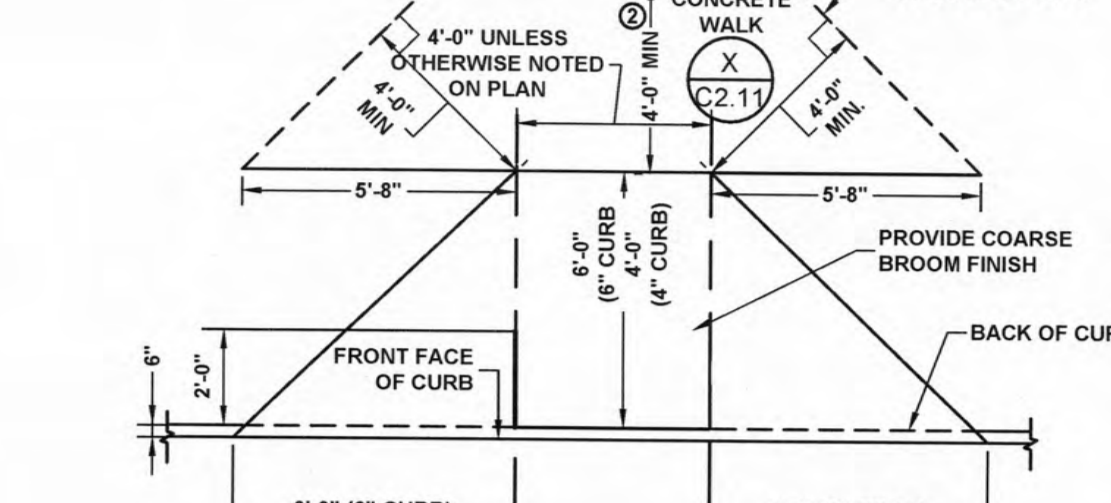 CONCRETE
WALK
②
4'-0" MIN
4'-0" UNLESS
OTHERWISE NOTED
ON PLAN
X
C2.11
4'-0"
MIN
4'-0"
MIN.
5'-8"
5'-8"
6'-0"
(6" CURB
4'-0"
(4" CURB)
PROVIDE COARSE
BROOM FINISH
BACK OF CUR
FRONT FACE
OF CURB
6"
2'-0"